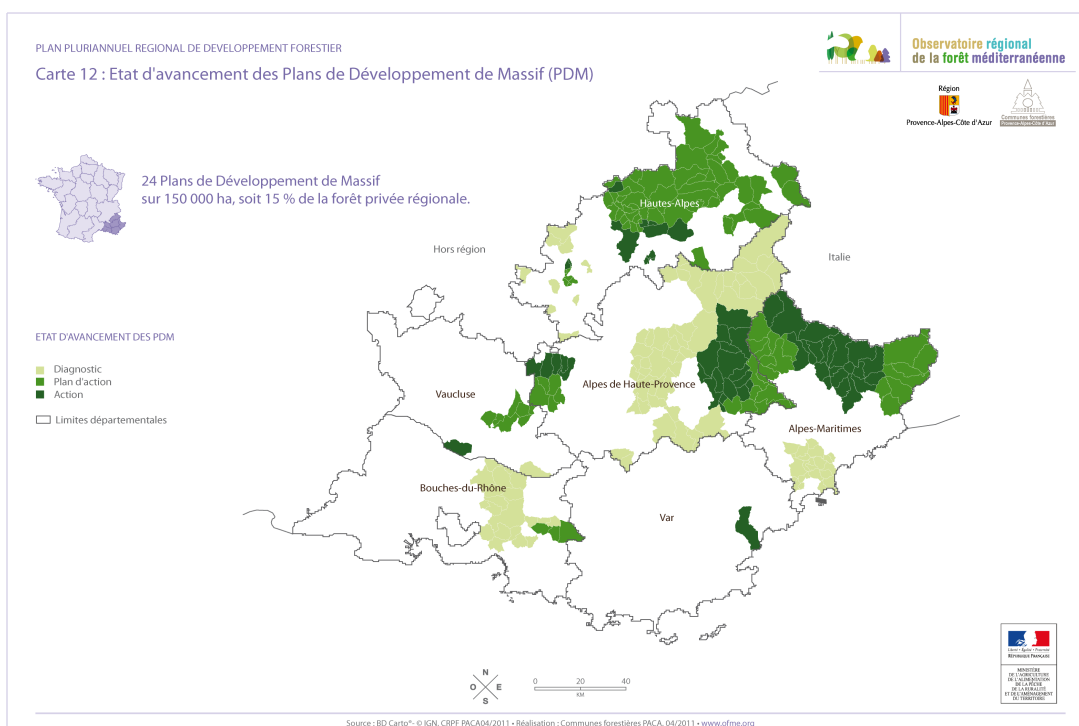 PLAN PLURIANNUEL REGIONAL DE DEVELOPPEMENT FORESTIER
Carte 12 : Etat d'avancement des Plans de Développement de Massif (PDM)
Observatoire régional
de la forêt méditerranéenne
Région
Provence-Alpes-Côte d'Azur
Communes forestières
Provence-Alpes-Côte d'Azur
24 Plans de Développement de Massif
sur 150 000 ha, soit 15 % de la forêt privée régionale.
Hautes-Alpes
Hors région
Italie
ETAT D'AVANCEMENT DES PDM
Diagnostic
Plan d'action
Action
Limites départementales
Alpes de Haute-Provence
Vaucluse
Alpes-Maritimes
Bouches-du-Rhône
Var
N
O E
S
0 20 40
KM
Liberté • Égalité • Fraternité
RÉPUBLIQUE FRANÇAISE
MINISTÈRE
DE L'AGRICULTURE
DE L'ALIMENTATION
DE LA PÊCHE
DE LA RURALITÉ
ET DE L'AMÉNAGEMENT
DU TERRITOIRE
Source : BD Carto®- © IGN, CRPF PACA04/2011 • Réalisation : Communes forestières PACA, 04/2011 • www.ofme.org